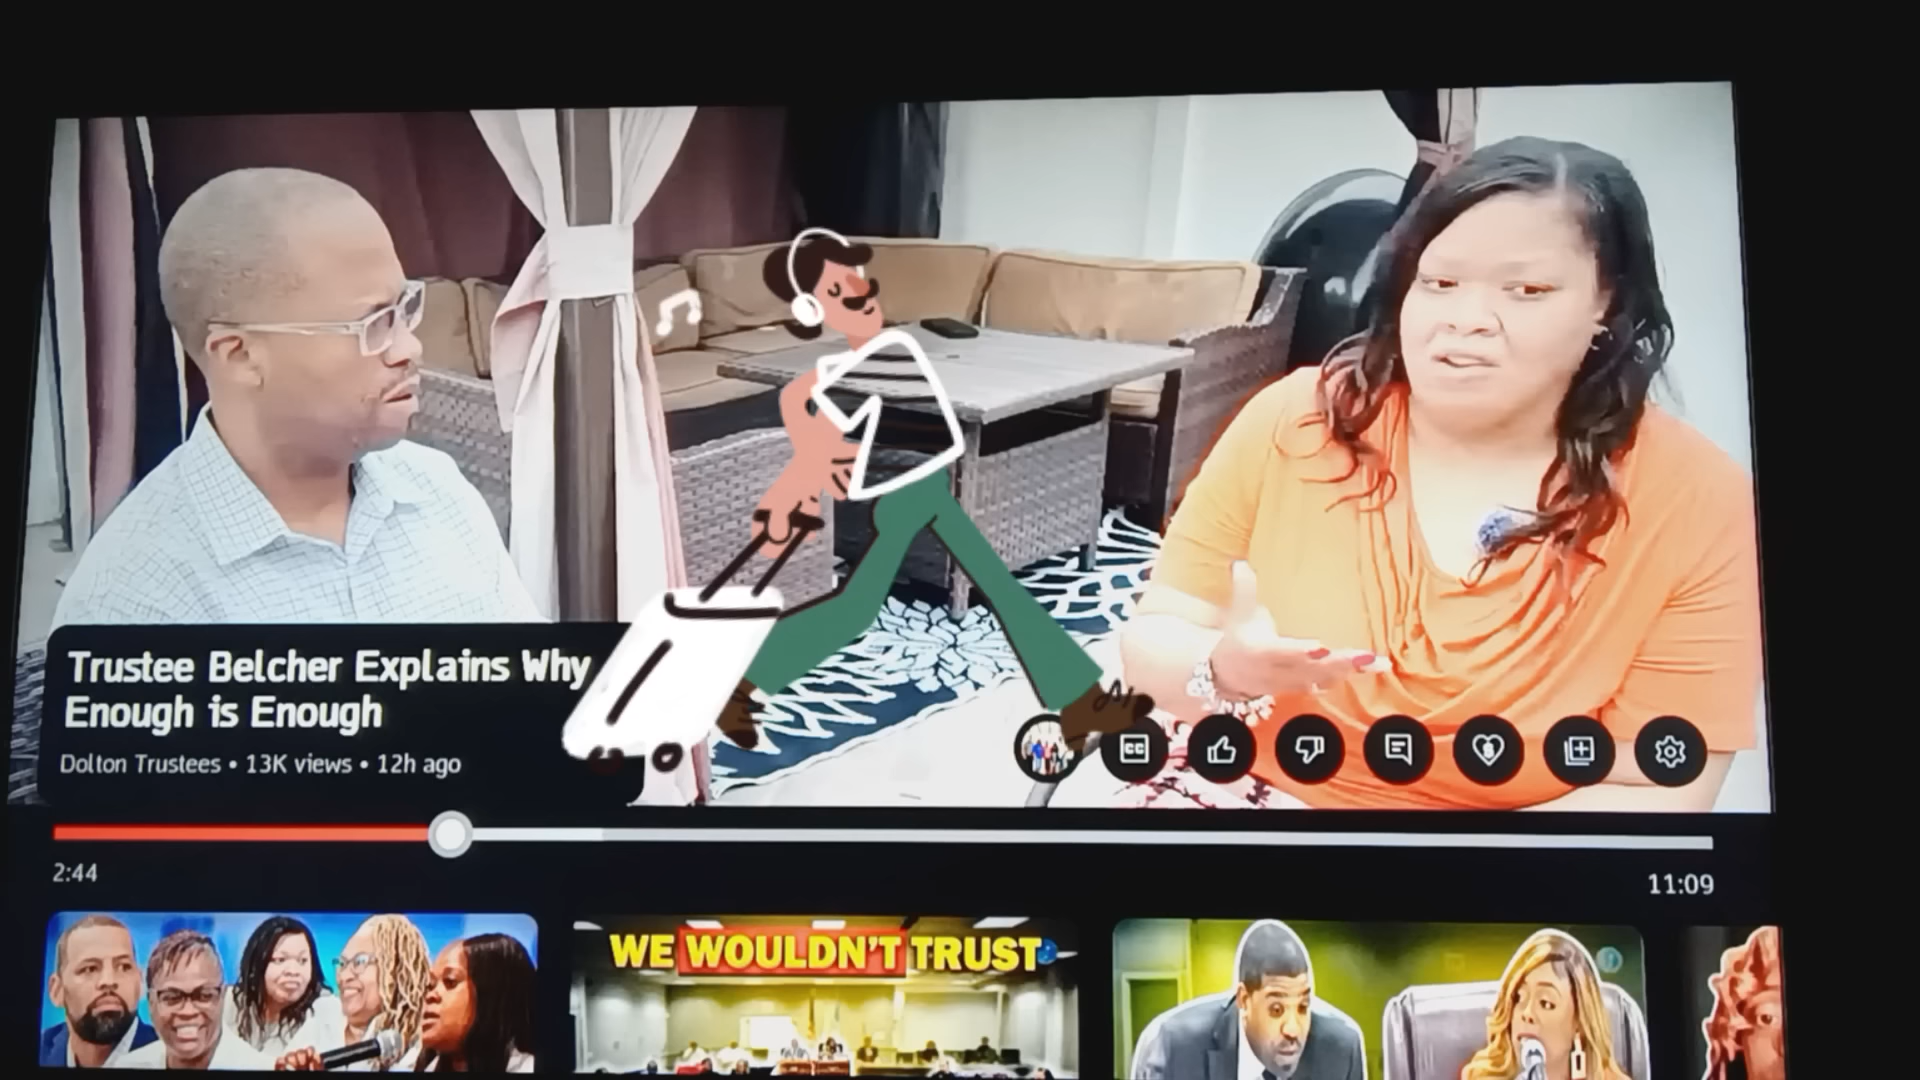 Trustee Belcher Explains Why
Enough is Enough
Dolton Trustees • 13K views • 12h ago
CC
2:44
11:09
WE WOULDN'T TRUST